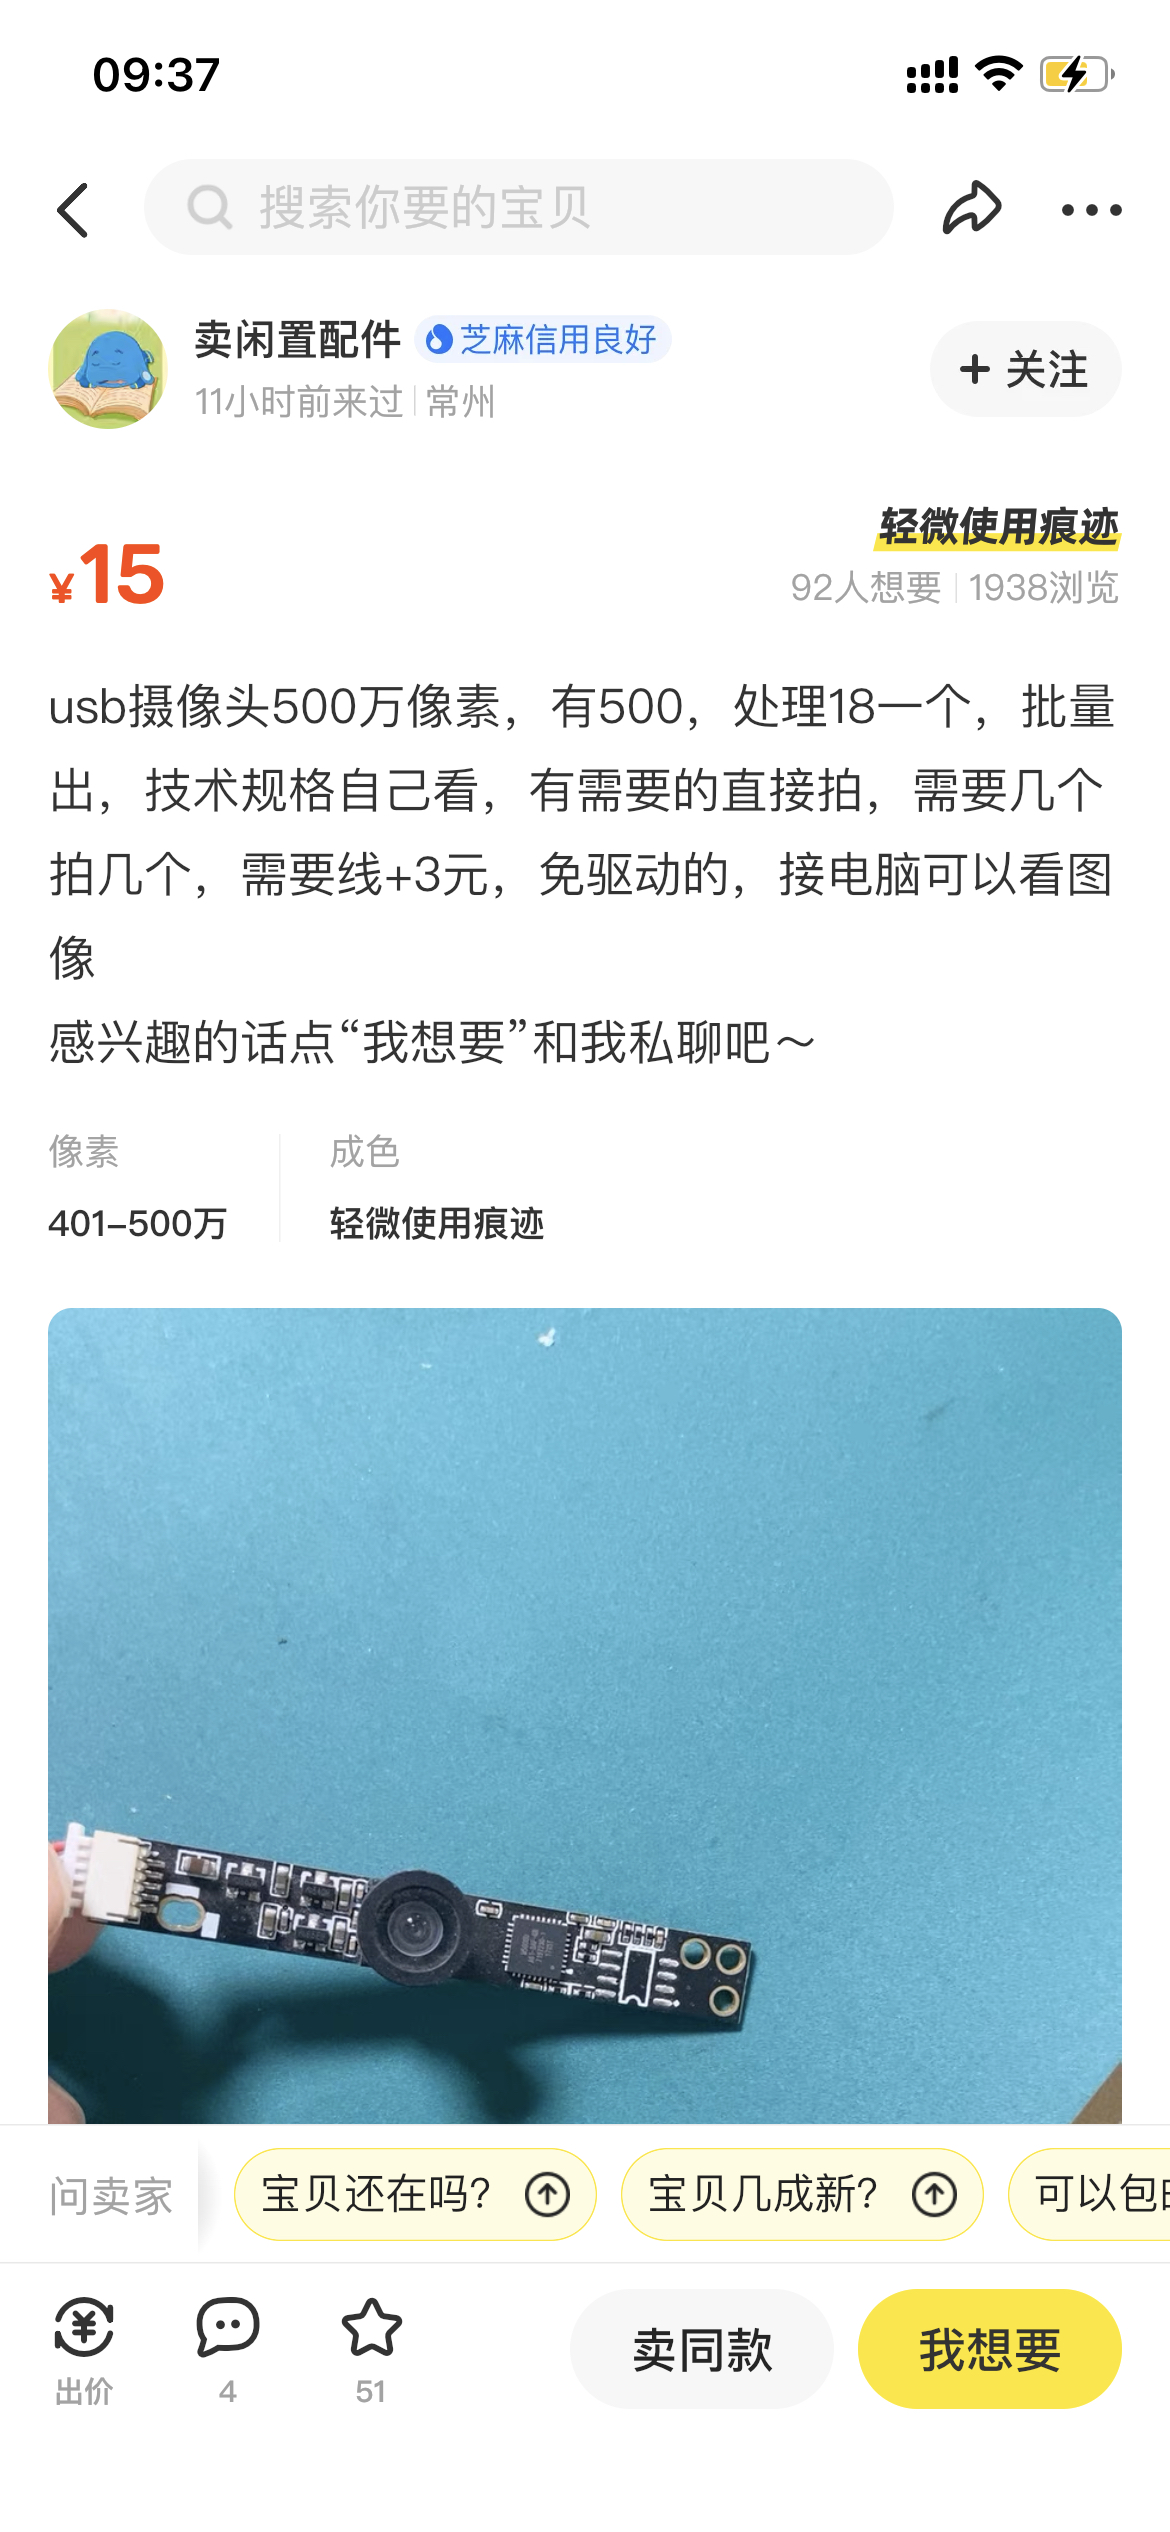 09:37
搜索你要的宝贝
卖闲置配件 芝麻信用良好
11小时前来过 常州
+ 关注
轻微使用痕迹
¥15
92人想要 1938浏览
usb摄像头500万像素，有500，处理18一个，批量
出，技术规格自己看，有需要的直接拍，需要几个
拍几个，需要线+3元，免驱动的，接电脑可以看图
像
感兴趣的话点“我想要”和我私聊吧～
像素 成色
401-500万 轻微使用痕迹
问卖家 宝贝还在吗? 宝贝几成新? 可以包
出价 4 51 卖同款 我想要